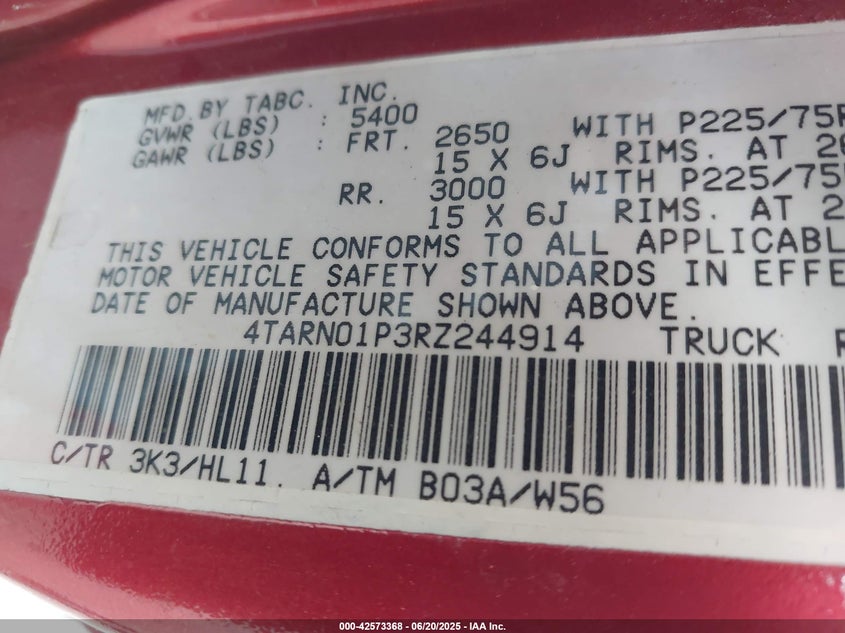 MFD.BY TABC. INC.
GVWR (LBS) : 5400
GAWR (LBS) : FRT. 2650 WITH P225/75R
15 X 6J RIMS. AT 26
RR. 3000 WITH P225/75R
15 X 6J RIMS. AT 2
THIS VEHICLE CONFORMS TO ALL APPLICABL
MOTOR VEHICLE SAFETY STANDARDS IN EFFE
DATE OF MANUFACTURE SHOWN ABOVE.
4TARN01P3RZ244914 TRUCK
C/TR 3K3/HL11. A/TM B03A/W56
000-42573368 | 06/20/2025 - IAA Inc.